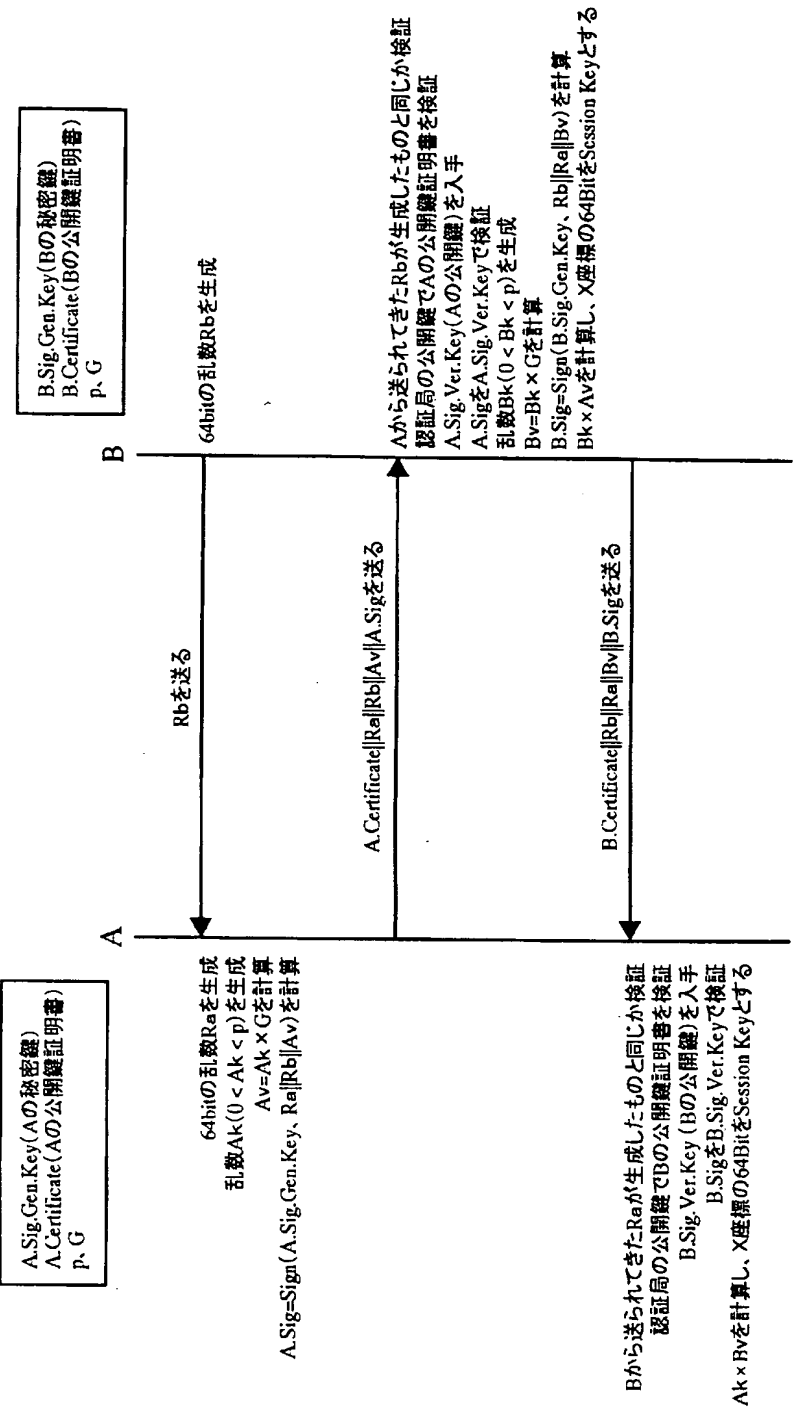 A.Sig.Gen.Key(Aの秘密鍵)
A.Certificate(Aの公開鍵証明書)
p、G
B.Sig.Gen.Key(Bの秘密鍵)
B.Certificate(Bの公開鍵証明書)
p、G
A
B
64bitの乱数Rbを生成
Rbを送る
64bitの乱数Raを生成
乱数Ak(0 < Ak < p)を生成
Av=Ak×Gを計算
A.Sig=Sign(A.Sig.Gen.Key、Ra||Rb||Av)を計算
A.Certificate||Ra||Rb||Av||A.Sigを送る
Aから送られてきたRbが生成したものと同じか検証
認証局の公開鍵でAの公開鍵証明書を検証
A.Sig.Ver.Key(Aの公開鍵)を入手
A.SigをA.Sig.Ver.Keyで検証
乱数Bk(0 < Bk < p)を生成
Bv=Bk×Gを計算
B.Sig=Sign(B.Sig.Gen.Key、Rb||Ra||Bv)を計算
Bk×Avを計算し、X座標の64BitをSession Keyとする
B.Certificate||Rb||Ra||Bv||B.Sigを送る
Bから送られてきたRaが生成したものと同じか検証
認証局の公開鍵でBの公開鍵証明書を検証
B.Sig.Ver.Key (Bの公開鍵)を入手
B.SigをB.Sig.Ver.Keyで検証
Ak×Bvを計算し、X座標の64BitをSession Keyとする